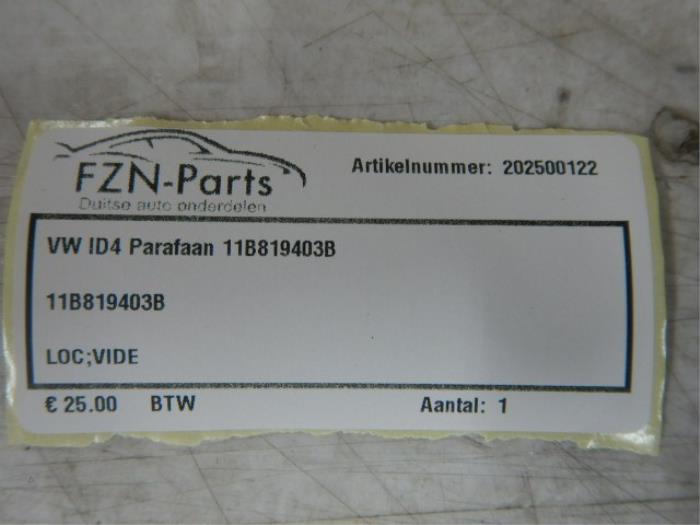 FZN-Parts
Duitse auto onderdelen
Artikelnummer: 202500122
VW ID4 Parafaan 11B819403B
11B819403B
LOC;VIDE
€ 25.00 BTW Aantal: 1